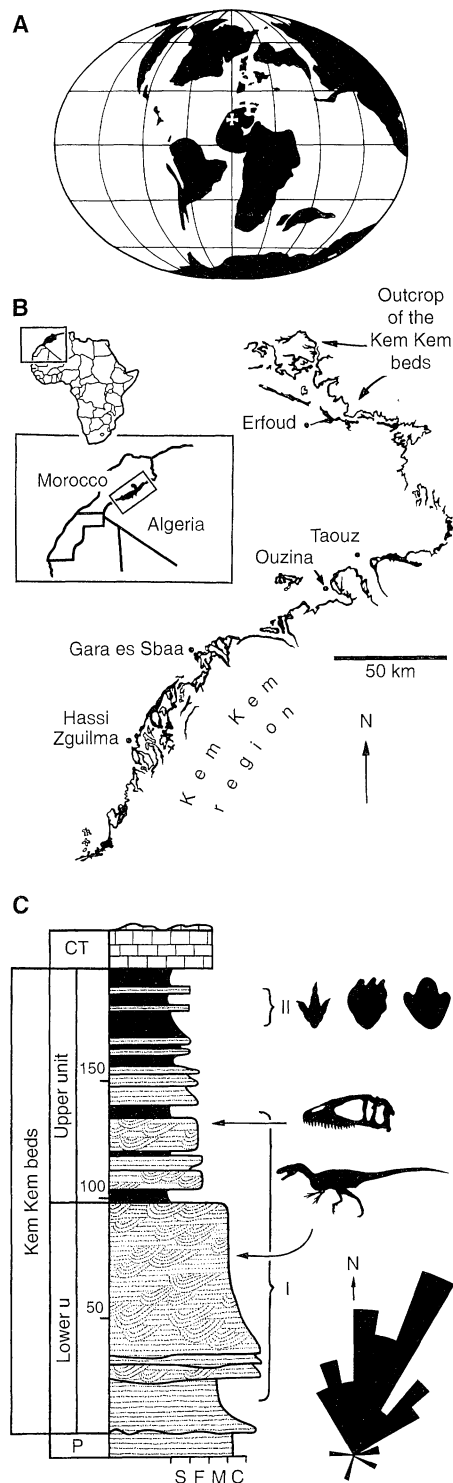 A
B
Outcrop
of the
Kem Kem
beds
Erfoud
Morocco
Algeria
Taouz
Ouzina
Gara es Sbaa
50 km
Hassi
Zguilma
Kem Kem
region
N
C
CT
Kem Kem beds
Upper unit
Lower u
P
150
100
50
II
I
N
S F M C